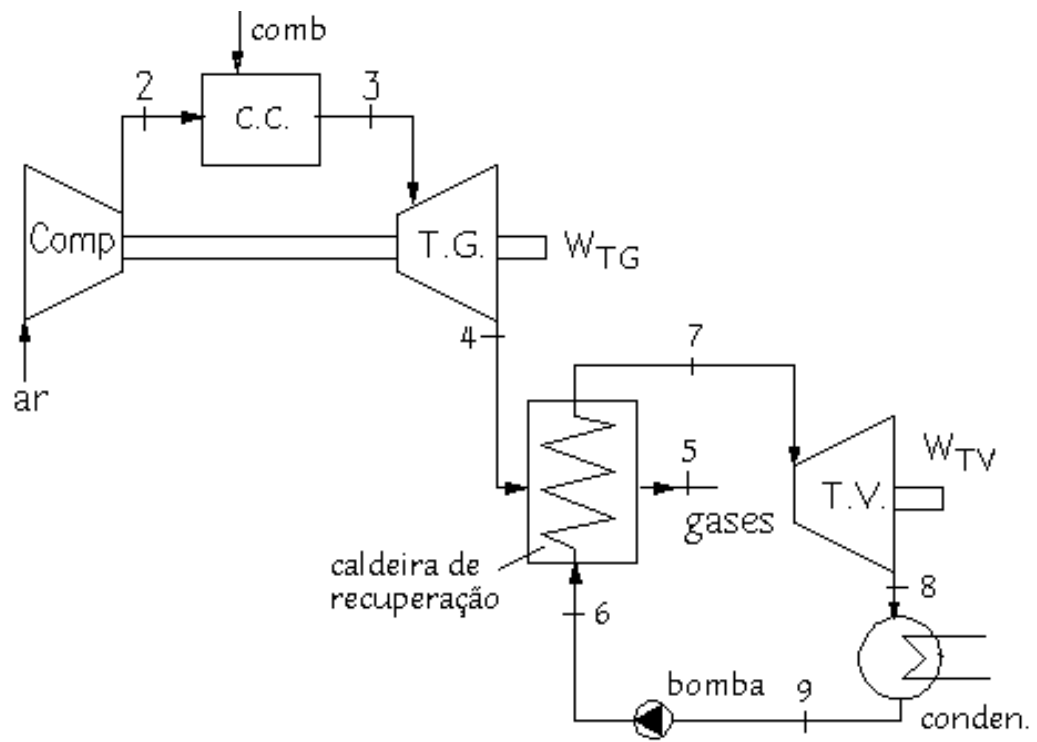 comb
2
C.C.
3
Comp
T.G.
W_TG
4
ar
7
5
gases
T.V.
W_TV
caldeira de
recuperação
6
8
bomba
9
conden.